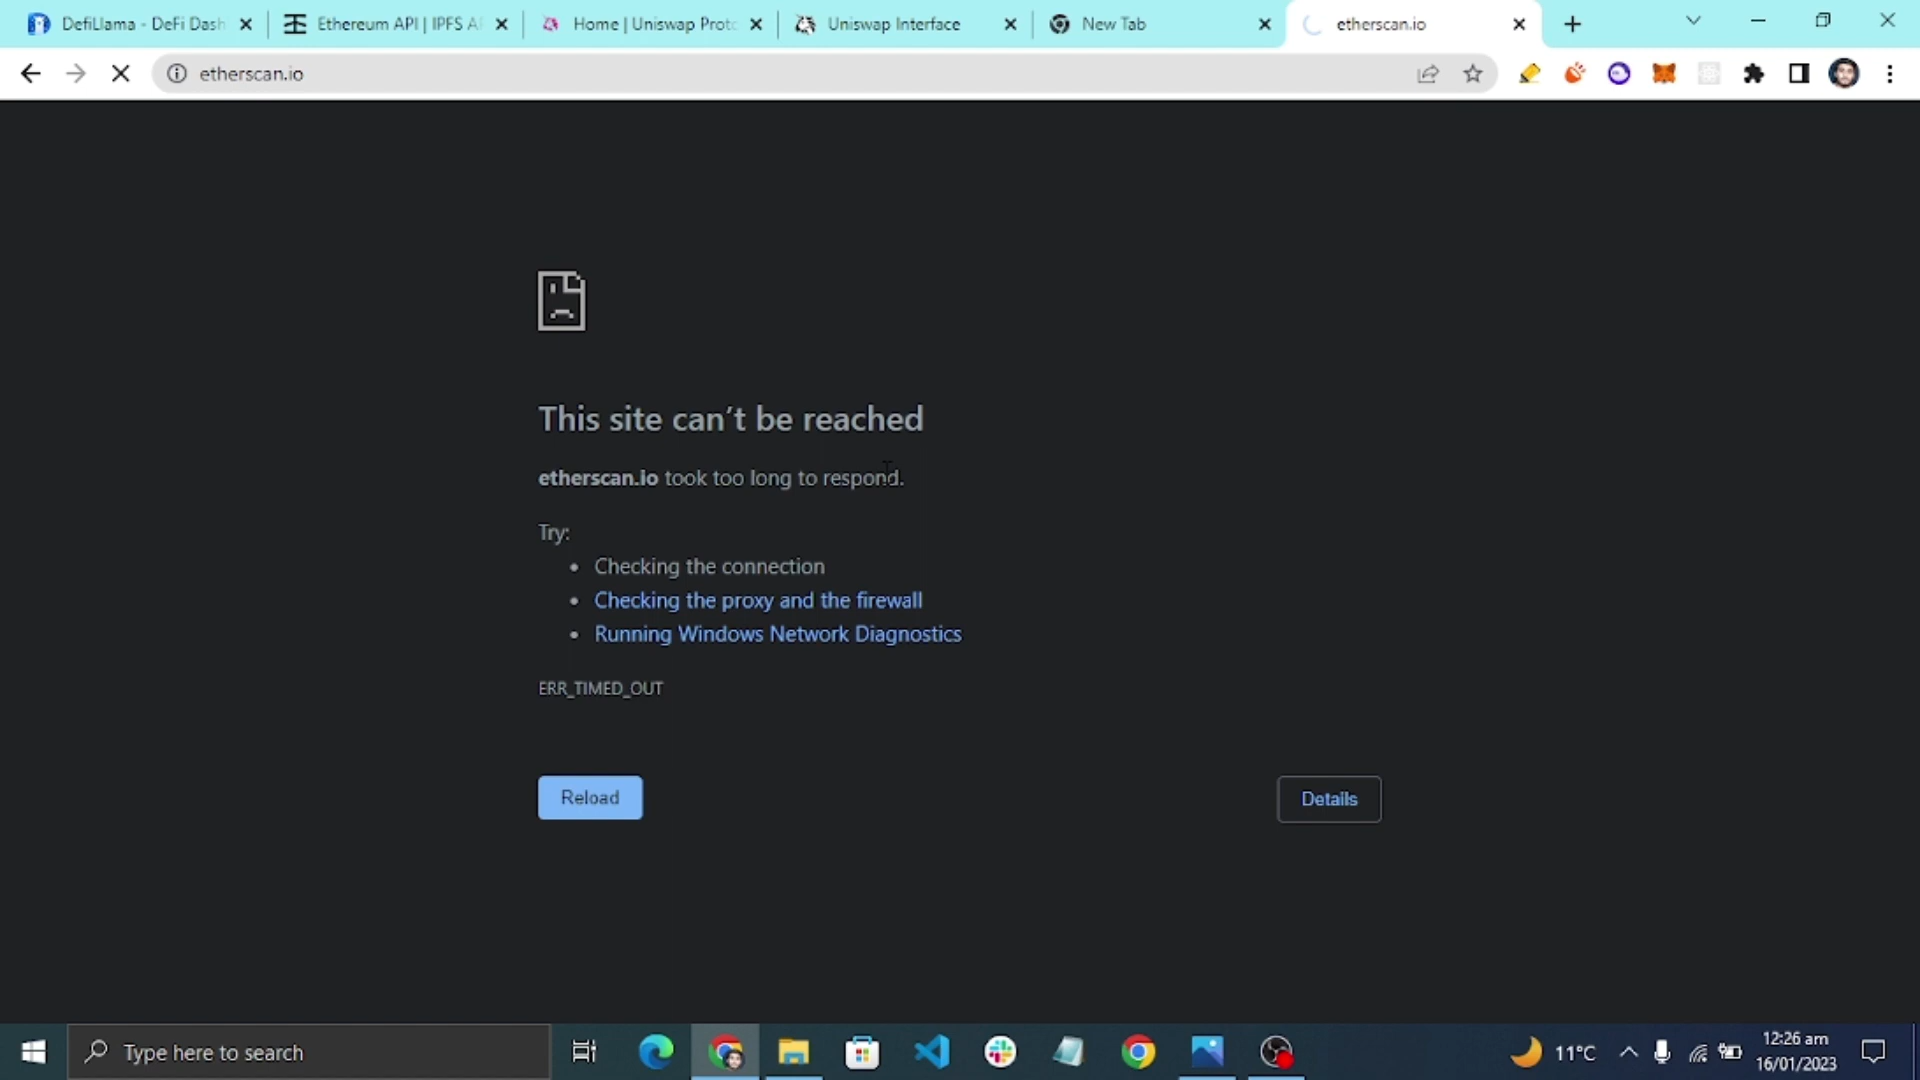 DefiLlama - DeFi Dash
Ethereum API | IPFS A
Home | Uniswap Proto
Uniswap Interface
New Tab
etherscan.io
etherscan.io
This site can't be reached
etherscan.io took too long to respond.
Try:
Checking the connection
Checking the proxy and the firewall
Running Windows Network Diagnostics
ERR_TIMED_OUT
Reload
Details
Type here to search
11°C
12:26 am
16/01/2023